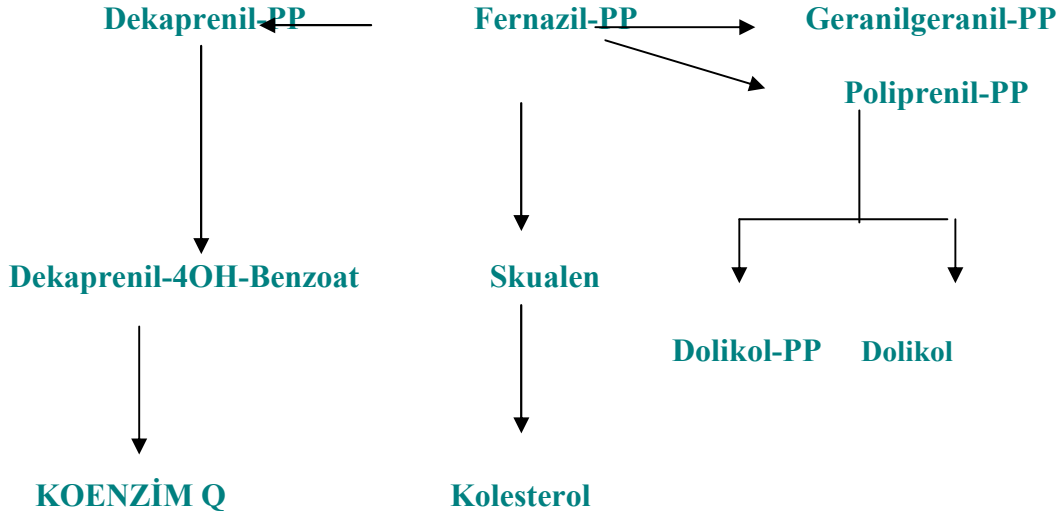 Dekaprenil-PP Fernazil-PP Geranilgeranil-PP
Poliprenil-PP
Dekaprenil-4OH-Benzoat Skualen
Dolikol-PP Dolikol
KOENZİM Q Kolesterol